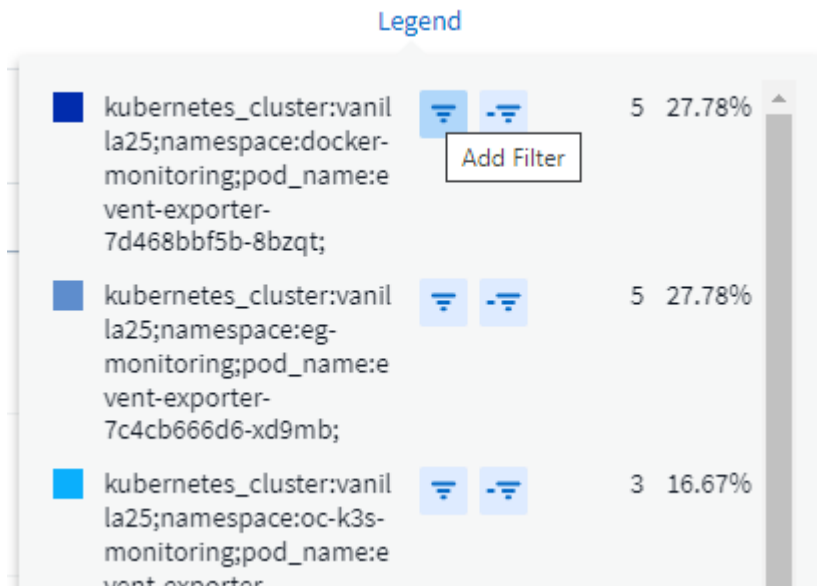 Legend
kubernetes_cluster:vanil
la25;namespace:docker-
monitoring;pod_name:e
vent-exporter-
7d468bbf5b-8bzqt;
5 27.78%
Add Filter
kubernetes_cluster:vanil
la25;namespace:eg-
monitoring;pod_name:e
vent-exporter-
7c4cb666d6-xd9mb;
5 27.78%
kubernetes_cluster:vanil
la25;namespace:oc-k3s-
monitoring;pod_name:e
vent-exporter
3 16.67%